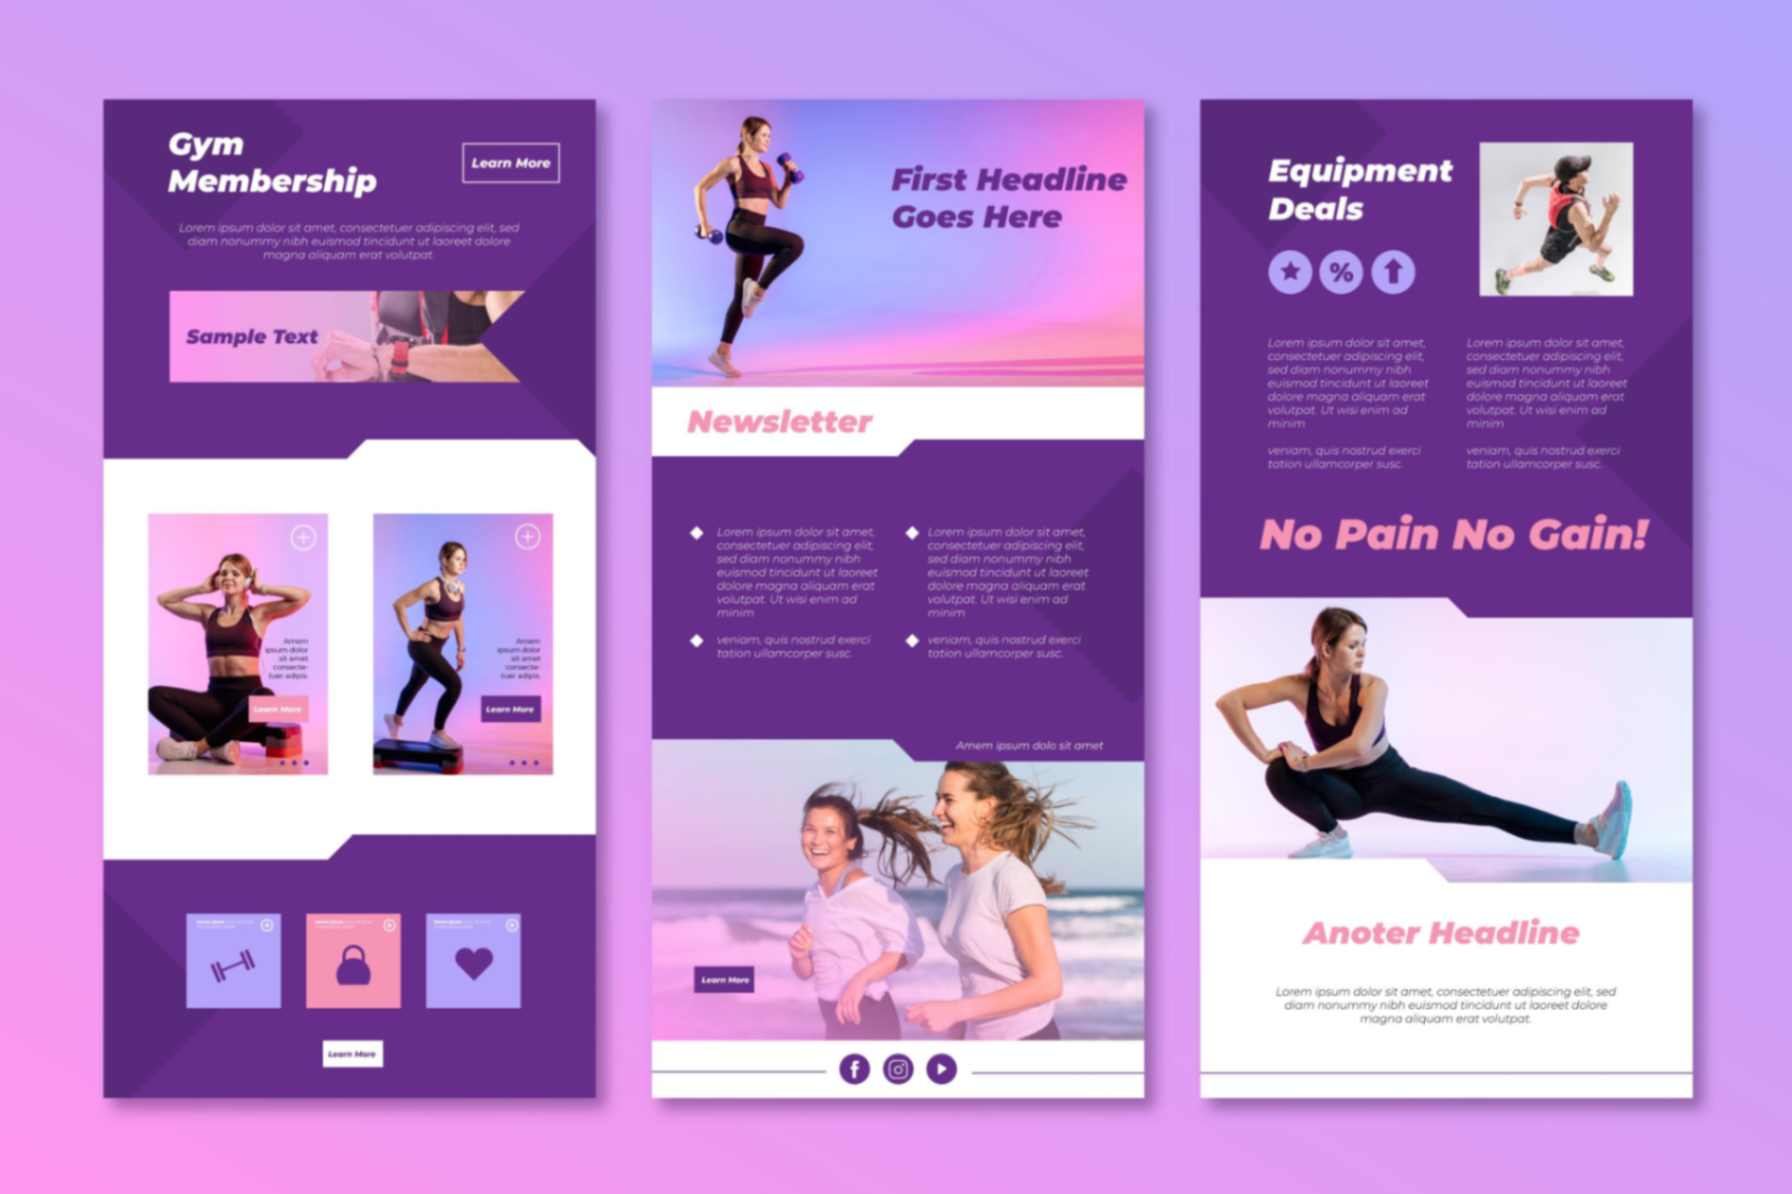 Gym
Membership
Learn More
Lorem ipsum dolor sit amet, consectetuer adipiscing elit, sed
diam nonummy nibh euismod tincidunt ut laoreet dolore
magna aliquam erat volutpat.
Sample Text
Amem
ipsum dolor
sit amet
consecte-
tuer adipis.
Learn More
Amem
ipsum dolor
sit amet
consecte-
tuer adipis.
Learn More
Learn More
First Headline
Goes Here
Newsletter
Lorem ipsum dolor sit amet,
consectetuer adipiscing elit,
sed diam nonummy nibh
euismod tincidunt ut laoreet
dolore magna aliquam erat
volutpat. Ut wisi enim ad
minim
veniam, quis nostrud exerci
tation ullamcorper susc.
Lorem ipsum dolor sit amet,
consectetuer adipiscing elit,
sed diam nonummy nibh
euismod tincidunt ut laoreet
dolore magna aliquam erat
volutpat. Ut wisi enim ad
minim
veniam, quis nostrud exerci
tation ullamcorper susc.
Amem ipsum dolo sit amet
Learn More
Equipment
Deals
%
Lorem ipsum dolor sit amet,
consectetuer adipiscing elit,
sed diam nonummy nibh
euismod tincidunt ut laoreet
dolore magna aliquam erat
volutpat. Ut wisi enim ad
minim
veniam, quis nostrud exerci
tation ullamcorper susc.
Lorem ipsum dolor sit amet,
consectetuer adipiscing elit,
sed diam nonummy nibh
euismod tincidunt ut laoreet
dolore magna aliquam erat
volutpat. Ut wisi enim ad
minim
veniam, quis nostrud exerci
tation ullamcorper susc.
No Pain No Gain!
Anoter Headline
Lorem ipsum dolor sit amet, consectetuer adipiscing elit, sed
diam nonummy nibh euismod tincidunt ut laoreet dolore
magna aliquam erat volutpat.